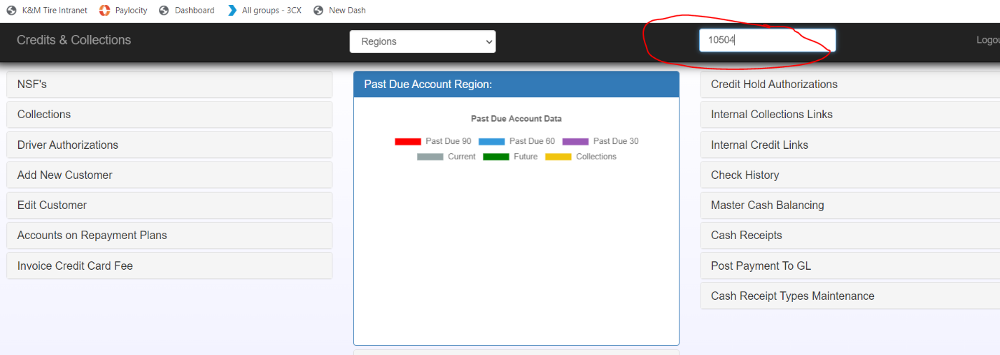 K&M Tire Intranet Paylocity Dashboard All groups - 3CX New Dash
Credits & Collections Regions 10504
NSF's
Collections
Driver Authorizations
Add New Customer
Edit Customer
Accounts on Repayment Plans
Invoice Credit Card Fee
Past Due Account Region:
Past Due Account Data
Past Due 90 Past Due 60 Past Due 30
Current Future Collections
Credit Hold Authorizations
Internal Collections Links
Internal Credit Links
Check History
Master Cash Balancing
Cash Receipts
Post Payment To GL
Cash Receipt Types Maintenance